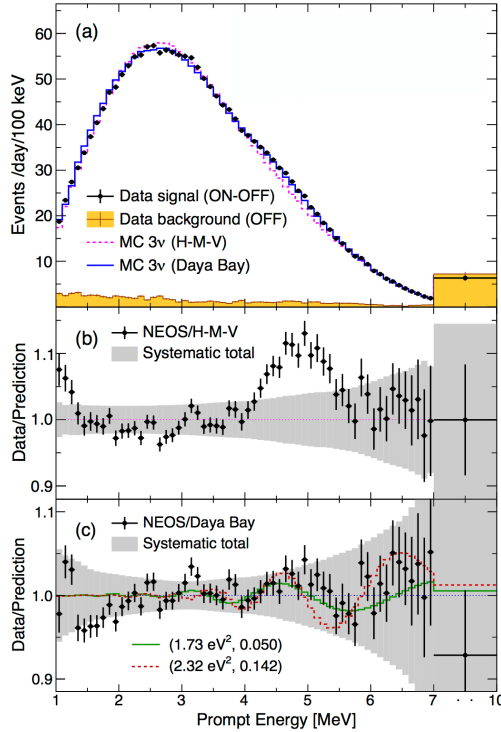 (a)
60
50
40
30
20
10
Events /day/100 keV
Data signal (ON-OFF)
Data background (OFF)
MC 3ν (H-M-V)
MC 3ν (Daya Bay)
(b)
NEOS/H-M-V
Systematic total
1.1
1.0
0.9
Data/Prediction
(c)
NEOS/Daya Bay
Systematic total
1.1
1.0
0.9
Data/Prediction
(1.73 eV², 0.050)
(2.32 eV², 0.142)
1 2 3 4 5 6 7 10
Prompt Energy [MeV]